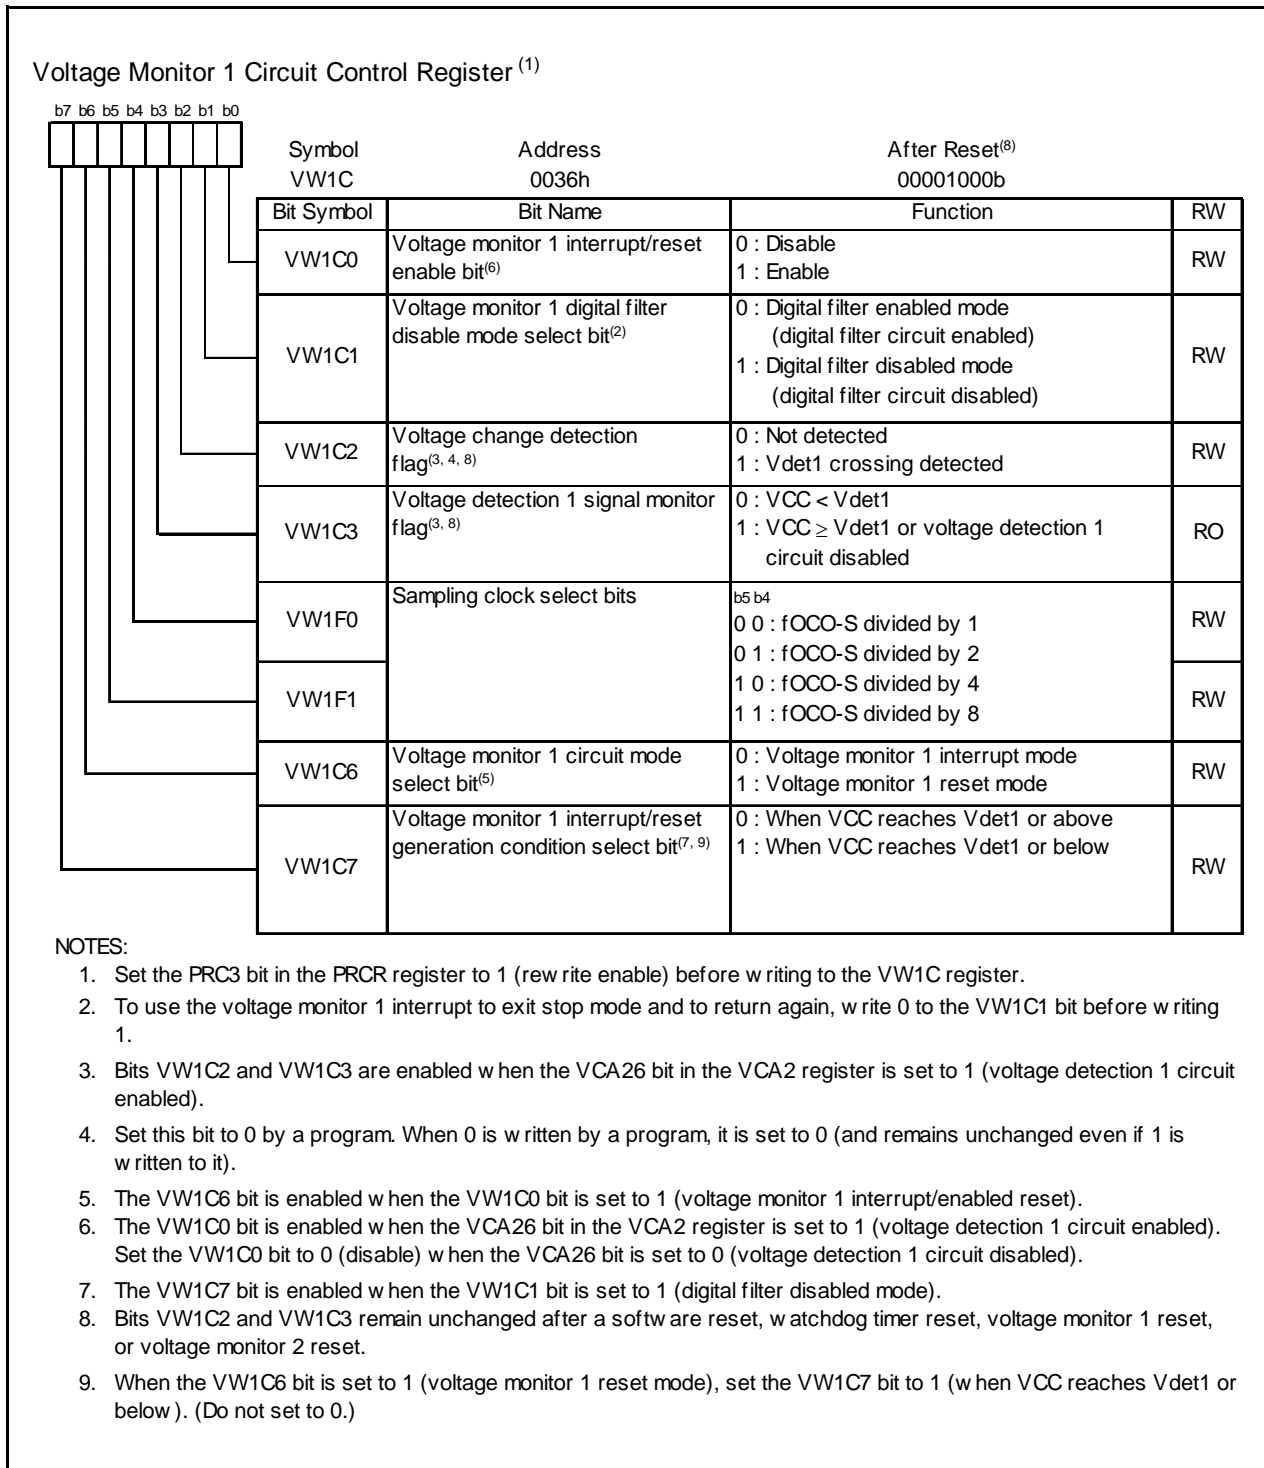 Voltage Monitor 1 Circuit Control Register (1)
b7 b6 b5 b4 b3 b2 b1 b0
Symbol Address After Reset(8)
VW1C 0036h 00001000b
Bit Symbol Bit Name Function RW
VW1C0 Voltage monitor 1 interrupt/reset
enable bit(6) 0 : Disable
1 : Enable RW
VW1C1 Voltage monitor 1 digital filter
disable mode select bit(2) 0 : Digital filter enabled mode
(digital filter circuit enabled)
1 : Digital filter disabled mode
(digital filter circuit disabled) RW
VW1C2 Voltage change detection
flag(3, 4, 8) 0 : Not detected
1 : Vdet1 crossing detected RW
VW1C3 Voltage detection 1 signal monitor
flag(3, 8) 0 : VCC < Vdet1
1 : VCC ≥ Vdet1 or voltage detection 1
circuit disabled RO
VW1F0 Sampling clock select bits b5 b4
0 0 : fOCO-S divided by 1 RW
0 1 : fOCO-S divided by 2
VW1F1 1 0 : fOCO-S divided by 4 RW
1 1 : fOCO-S divided by 8
VW1C6 Voltage monitor 1 circuit mode
select bit(5) 0 : Voltage monitor 1 interrupt mode
1 : Voltage monitor 1 reset mode RW
VW1C7 Voltage monitor 1 interrupt/reset
generation condition select bit(7, 9) 0 : When VCC reaches Vdet1 or above
1 : When VCC reaches Vdet1 or below RW
NOTES:
1. Set the PRC3 bit in the PRCR register to 1 (rewrite enable) before writing to the VW1C register.
2. To use the voltage monitor 1 interrupt to exit stop mode and to return again, write 0 to the VW1C1 bit before writing
1.
3. Bits VW1C2 and VW1C3 are enabled when the VCA26 bit in the VCA2 register is set to 1 (voltage detection 1 circuit
enabled).
4. Set this bit to 0 by a program. When 0 is written by a program, it is set to 0 (and remains unchanged even if 1 is
written to it).
5. The VW1C6 bit is enabled when the VW1C0 bit is set to 1 (voltage monitor 1 interrupt/enabled reset).
6. The VW1C0 bit is enabled when the VCA26 bit in the VCA2 register is set to 1 (voltage detection 1 circuit enabled).
Set the VW1C0 bit to 0 (disable) when the VCA26 bit is set to 0 (voltage detection 1 circuit disabled).
7. The VW1C7 bit is enabled when the VW1C1 bit is set to 1 (digital filter disabled mode).
8. Bits VW1C2 and VW1C3 remain unchanged after a software reset, watchdog timer reset, voltage monitor 1 reset,
or voltage monitor 2 reset.
9. When the VW1C6 bit is set to 1 (voltage monitor 1 reset mode), set the VW1C7 bit to 1 (when VCC reaches Vdet1 or
below). (Do not set to 0.)